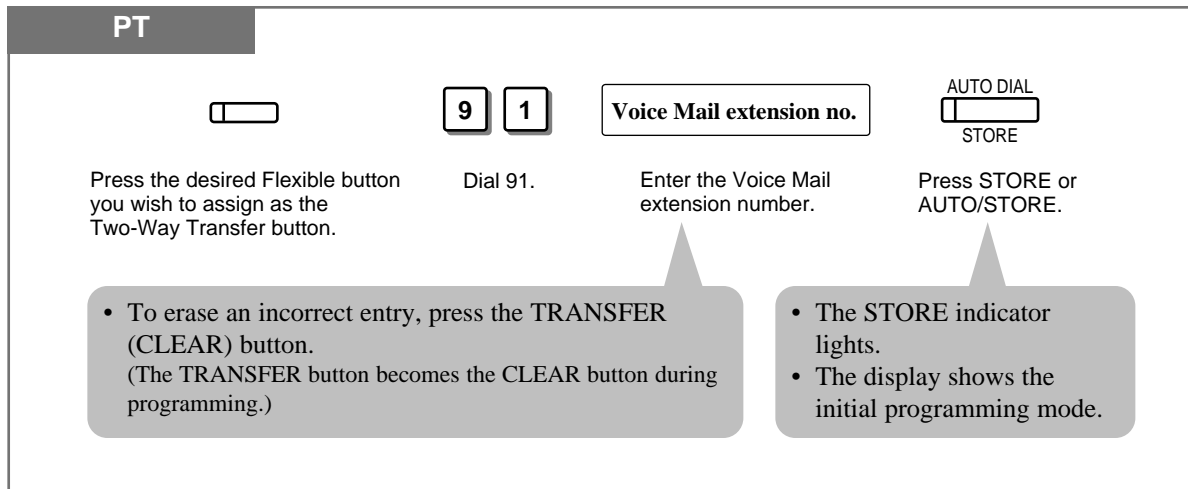 PT
9 1
Voice Mail extension no.
AUTO DIAL
STORE
Press the desired Flexible button
you wish to assign as the
Two-Way Transfer button.
Dial 91.
Enter the Voice Mail
extension number.
Press STORE or
AUTO/STORE.
• To erase an incorrect entry, press the TRANSFER
(CLEAR) button.
(The TRANSFER button becomes the CLEAR button during
programming.)
• The STORE indicator
lights.
• The display shows the
initial programming mode.